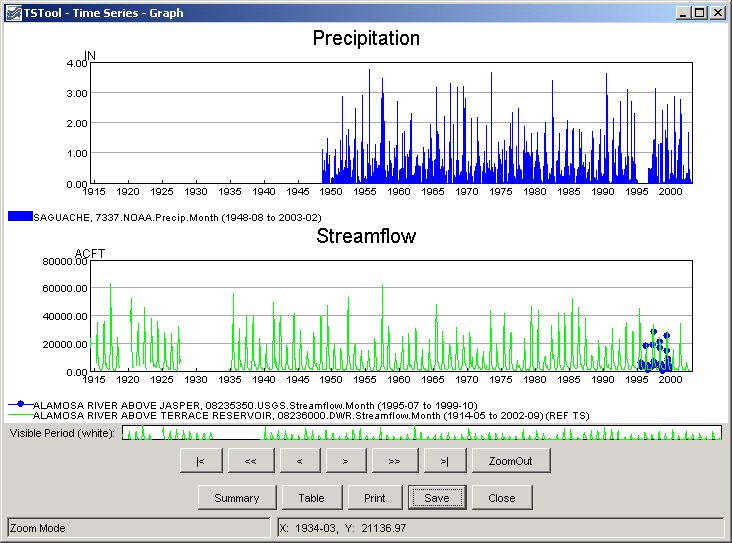 TSTool - Time Series - Graph
Precipitation
IN
4.00
3.00
2.00
1.00
0.00
1915 1920 1925 1930 1935 1940 1945 1950 1955 1960 1965 1970 1975 1980 1985 1990 1995 2000
SAGUACHE, 7337.NOAA.Precip.Month (1948-08 to 2003-02)
Streamflow
ACFT
80000.00
60000.00
40000.00
20000.00
0.00
1915 1920 1925 1930 1935 1940 1945 1950 1955 1960 1965 1970 1975 1980 1985 1990 1995 2000
ALAMOSA RIVER ABOVE JASPER, 08235350.USGS.Streamflow.Month (1995-07 to 1999-10)
ALAMOSA RIVER ABOVE TERRACE RESERVOIR, 08236000.DWR.Streamflow.Month (1914-05 to 2002-09) (REF TS)
Visible Period (white):
|< << < > >> >| ZoomOut
Summary Table Print Save Close
Zoom Mode X: 1934-03, Y: 21136.97